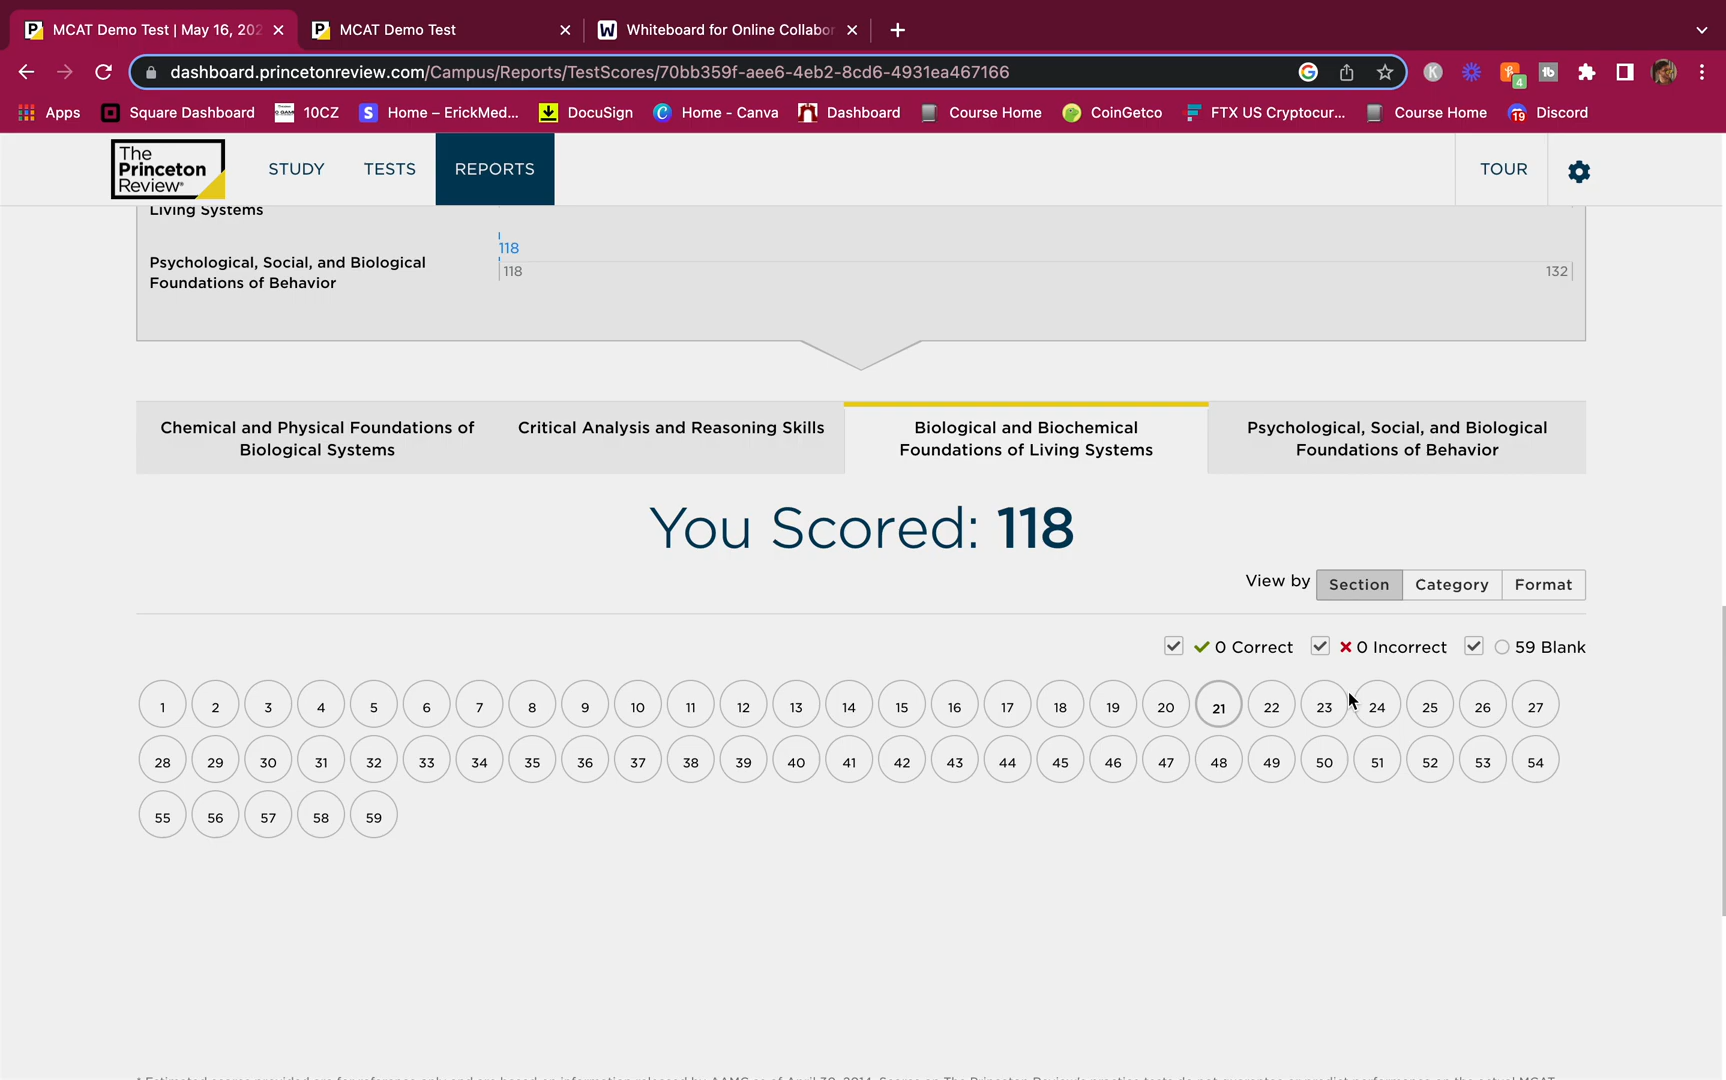 MCAT Demo Test | May 16, 202
MCAT Demo Test
Whiteboard for Online Collabor
dashboard.princetonreview.com/Campus/Reports/TestScores/70bb359f-aee6-4eb2-8cd6-4931ea467166
Apps Square Dashboard 10CZ Home – ErickMed... DocuSign Home - Canva Dashboard Course Home CoinGetco FTX US Cryptocur... Course Home Discord
The
Princeton
Review
STUDY TESTS REPORTS TOUR
Living Systems
118
Psychological, Social, and Biological
Foundations of Behavior
118 132
Chemical and Physical Foundations of
Biological Systems
Critical Analysis and Reasoning Skills
Biological and Biochemical
Foundations of Living Systems
Psychological, Social, and Biological
Foundations of Behavior
You Scored: 118
View by Section Category Format
0 Correct 0 Incorrect 59 Blank
1 2 3 4 5 6 7 8 9 10 11 12 13 14 15 16 17 18 19 20 21 22 23 24 25 26 27
28 29 30 31 32 33 34 35 36 37 38 39 40 41 42 43 44 45 46 47 48 49 50 51 52 53 54
55 56 57 58 59